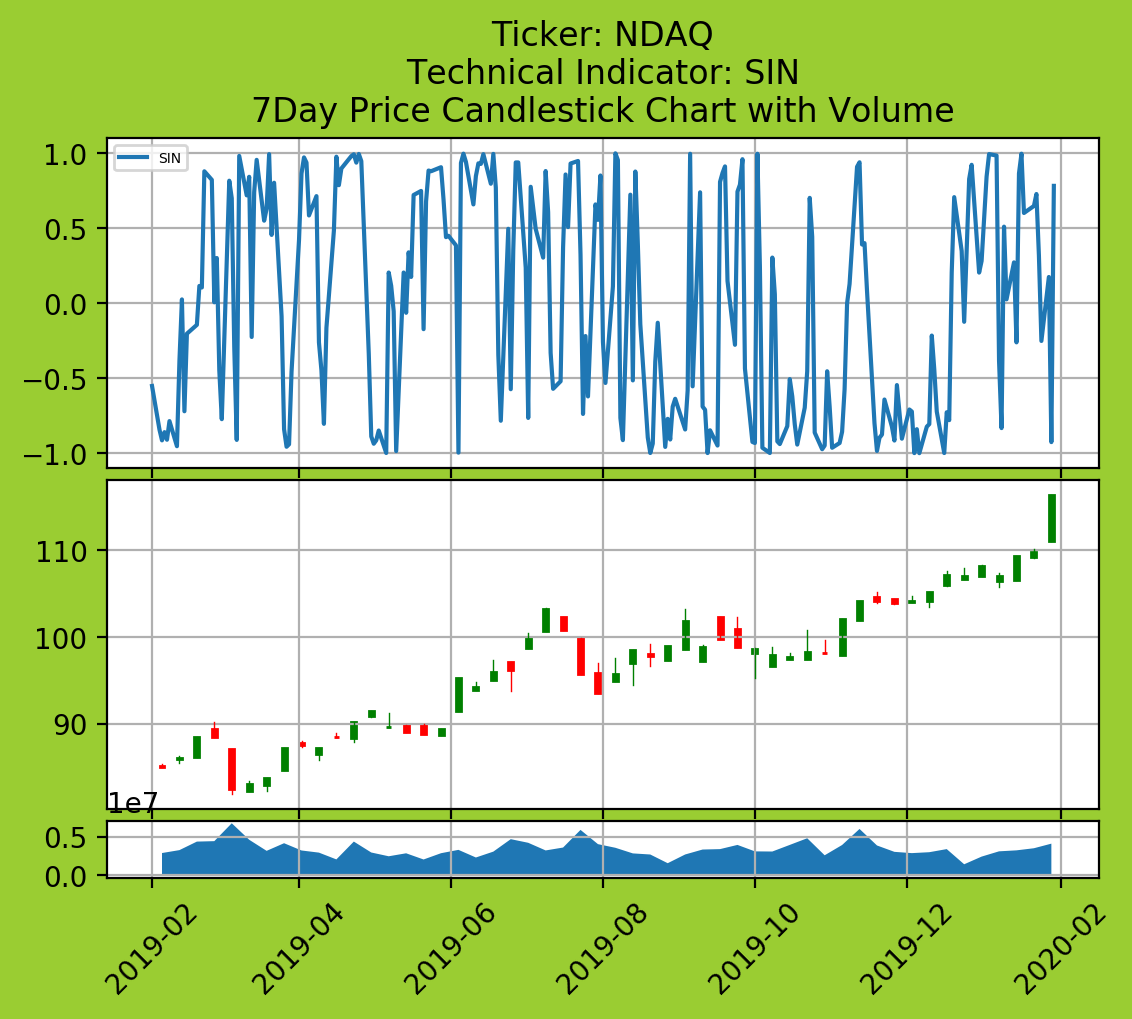 Ticker: NDAQ
Technical Indicator: SIN
7Day Price Candlestick Chart with Volume
SIN
1.0
0.5
0.0
−0.5
−1.0
110
100
90
1e7
0.5
0.0
2019-02 2019-04 2019-06 2019-08 2019-10 2019-12 2020-02